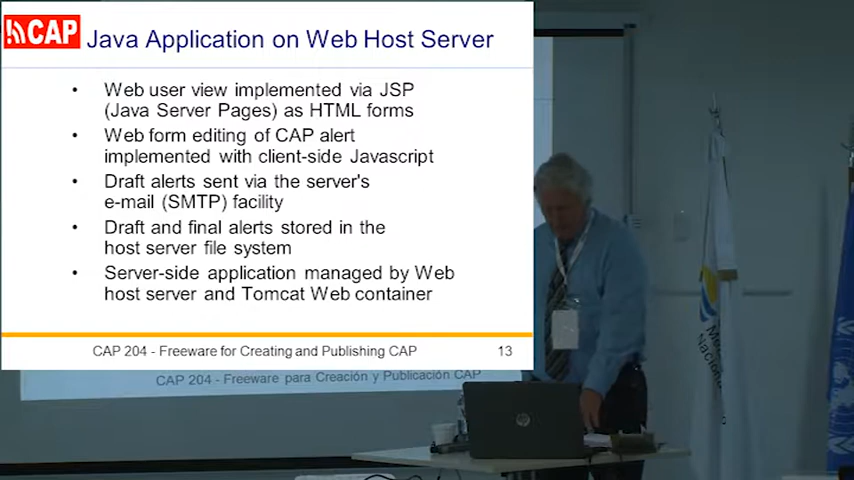 CAP
Java Application on Web Host Server
• Web user view implemented via JSP
(Java Server Pages) as HTML forms
• Web form editing of CAP alert
implemented with client-side Javascript
• Draft alerts sent via the server's
e-mail (SMTP) facility
• Draft and final alerts stored in the
host server file system
• Server-side application managed by Web
host server and Tomcat Web container
CAP 204 - Freeware for Creating and Publishing CAP 13
CAP 204 - Freeware para Creación y Publicación CAP
hp